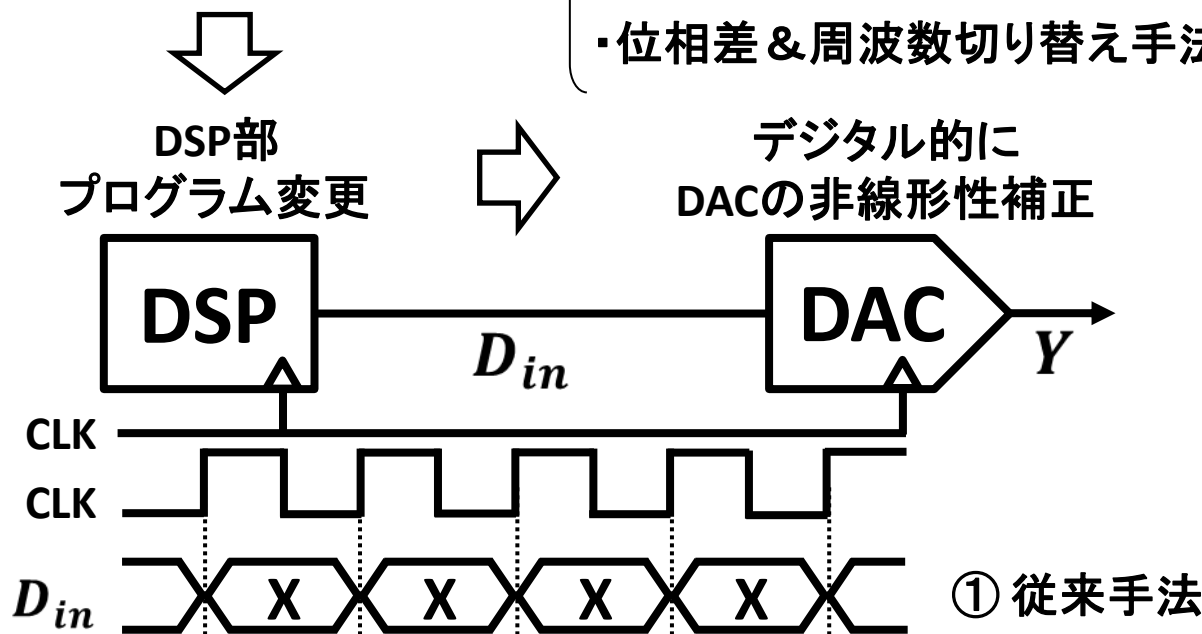 ・位相差＆周波数切り替え手法
DSP部
プログラム変更
デジタル的に
DACの非線形性補正
DSP
DAC
D_in
Y
CLK
CLK
D_in
X X X X
① 従来手法